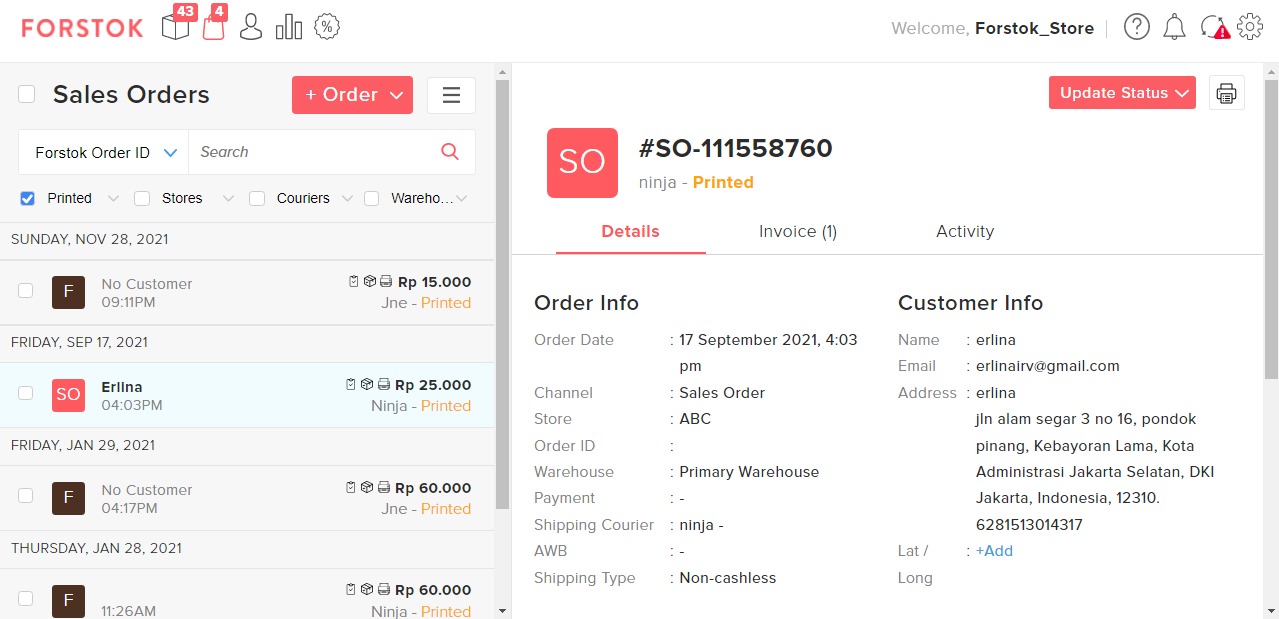 FORSTOK 43 4 % Welcome, Forstok_Store ?
Sales Orders + Order
Forstok Order ID Search
Printed Stores Couriers Wareho...
SUNDAY, NOV 28, 2021
F No Customer Rp 15.000
09:11PM Jne - Printed
FRIDAY, SEP 17, 2021
SO Erlina Rp 25.000
04:03PM Ninja - Printed
FRIDAY, JAN 29, 2021
F No Customer Rp 60.000
04:17PM Jne - Printed
THURSDAY, JAN 28, 2021
F Rp 60.000
11:26AM Ninja - Printed
Update Status
SO #SO-111558760
ninja - Printed
Details Invoice (1) Activity
Order Info
Order Date : 17 September 2021, 4:03
pm
Channel : Sales Order
Store : ABC
Order ID :
Warehouse : Primary Warehouse
Payment : -
Shipping Courier : ninja -
AWB : -
Shipping Type : Non-cashless
Customer Info
Name : erlina
Email : erlinairv@gmail.com
Address : erlina
jln alam segar 3 no 16, pondok
pinang, Kebayoran Lama, Kota
Administrasi Jakarta Selatan, DKI
Jakarta, Indonesia, 12310.
6281513014317
Lat / : +Add
Long